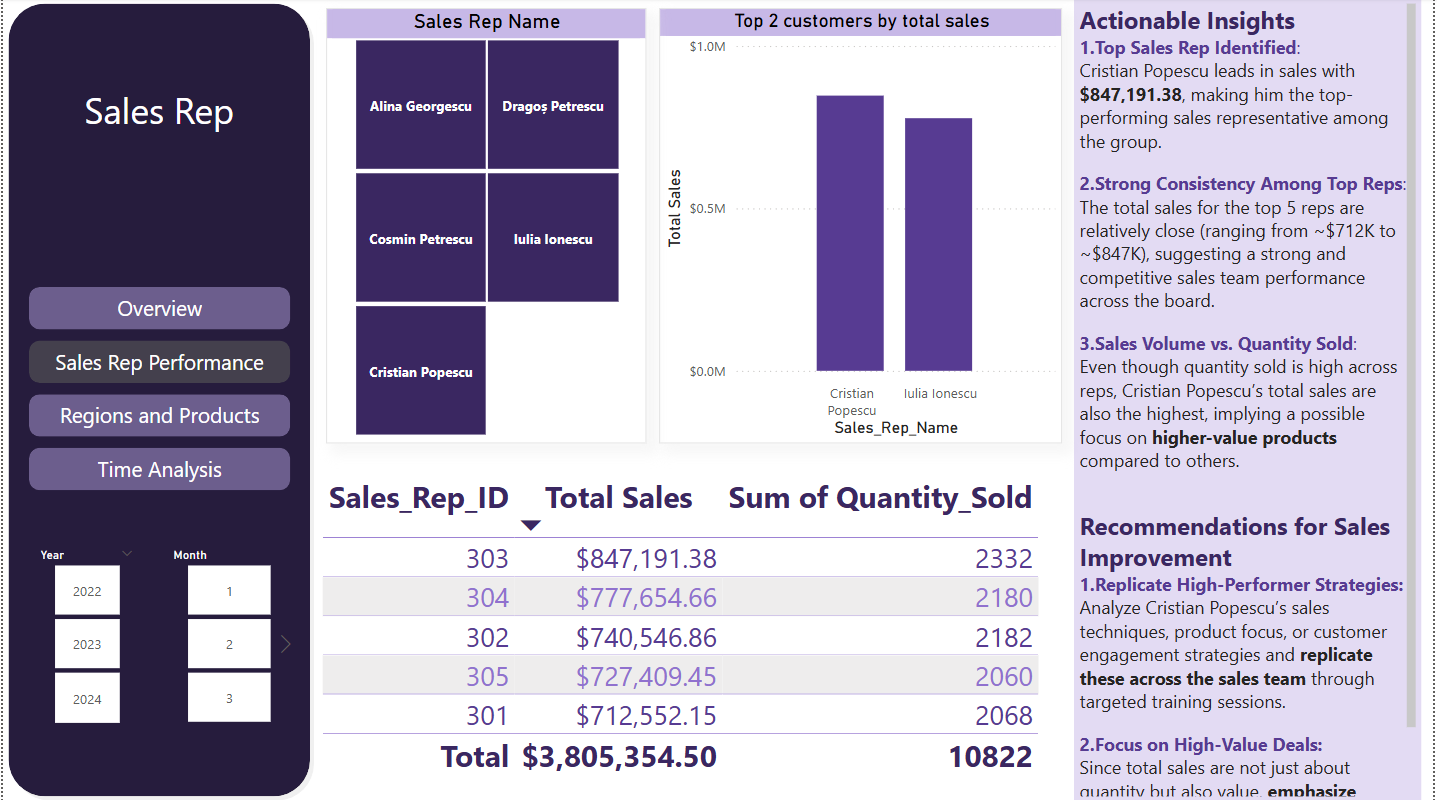 Sales Rep
Overview
Sales Rep Performance
Regions and Products
Time Analysis
Year
2022
2023
2024
Month
1
2
3
Sales Rep Name
Alina Georgescu
Dragoș Petrescu
Cosmin Petrescu
Iulia Ionescu
Cristian Popescu
Top 2 customers by total sales
Total Sales
$1.0M
$0.5M
$0.0M
Cristian
Popescu
Iulia Ionescu
Sales_Rep_Name
Sales_Rep_ID Total Sales Sum of Quantity_Sold
303 $847,191.38 2332
304 $777,654.66 2180
302 $740,546.86 2182
305 $727,409.45 2060
301 $712,552.15 2068
Total $3,805,354.50 10822
Actionable Insights
1.Top Sales Rep Identified:
Cristian Popescu leads in sales with
$847,191.38, making him the top-
performing sales representative among
the group.
2.Strong Consistency Among Top Reps:
The total sales for the top 5 reps are
relatively close (ranging from ~$712K to
~$847K), suggesting a strong and
competitive sales team performance
across the board.
3.Sales Volume vs. Quantity Sold:
Even though quantity sold is high across
reps, Cristian Popescu’s total sales are
also the highest, implying a possible
focus on higher-value products
compared to others.
Recommendations for Sales
Improvement
1.Replicate High-Performer Strategies:
Analyze Cristian Popescu’s sales
techniques, product focus, or customer
engagement strategies and replicate
these across the sales team through
targeted training sessions.
2.Focus on High-Value Deals:
Since total sales are not just about
quantity but also value, emphasize